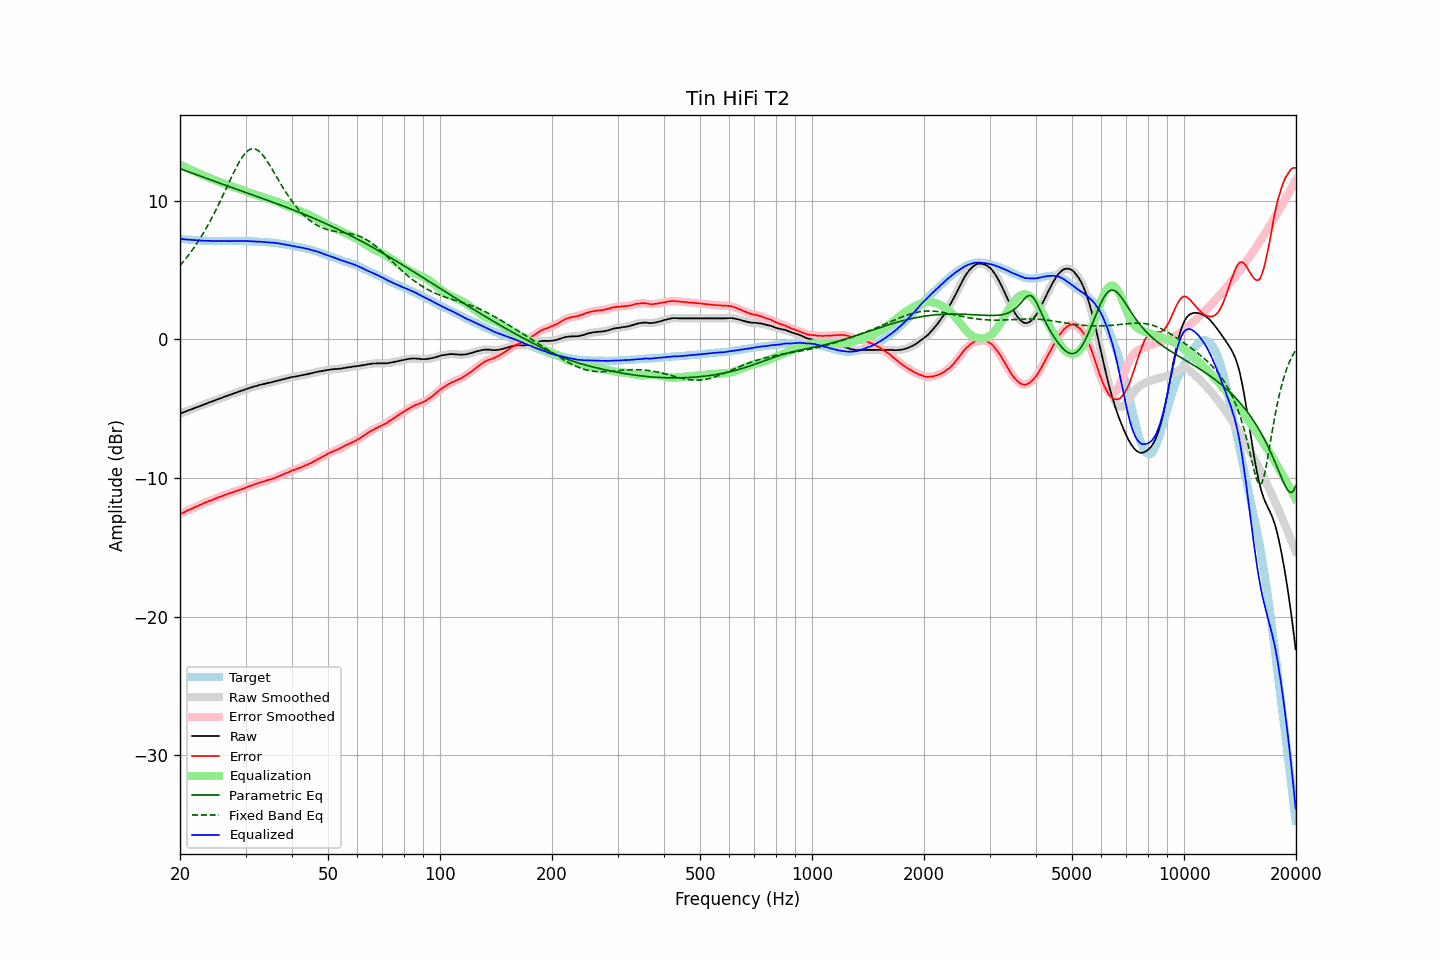 Tin HiFi T2
Amplitude (dBr)
10
0
−10
−20
−30
Target
Raw Smoothed
Error Smoothed
Raw
Error
Equalization
Parametric Eq
Fixed Band Eq
Equalized
20 50 100 200 500 1000 2000 5000 10000 20000
Frequency (Hz)